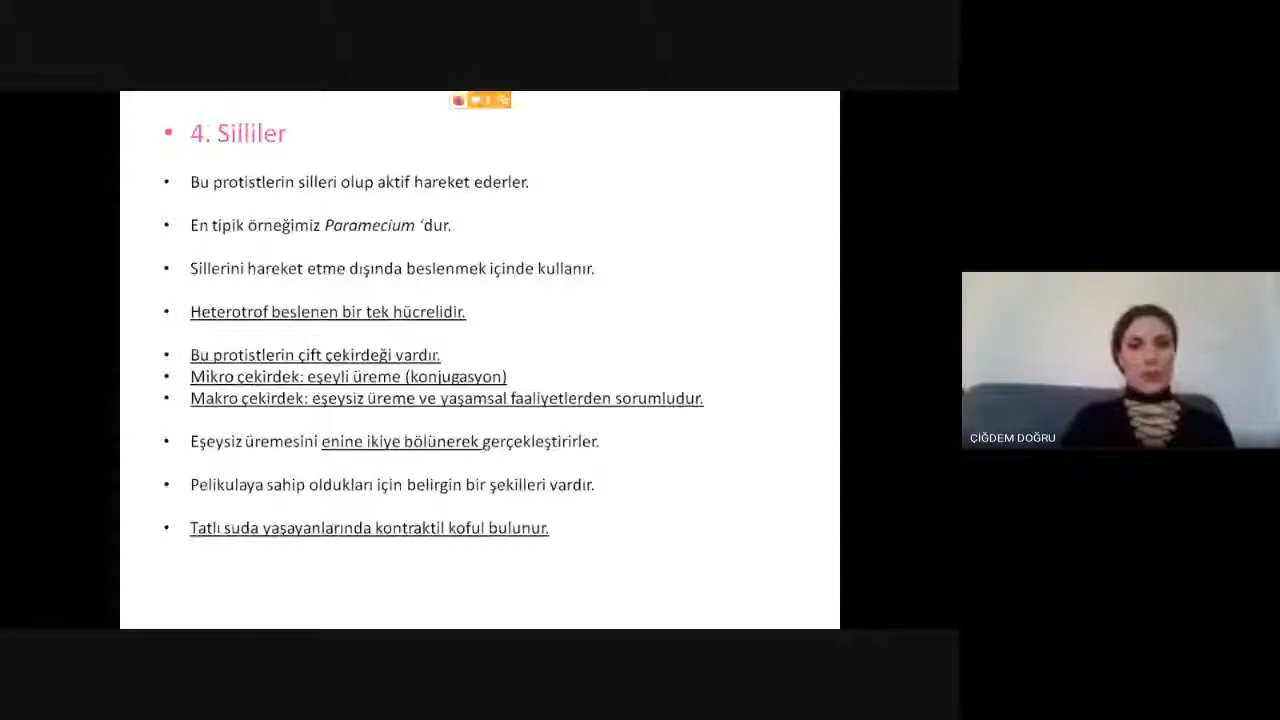 • 4. Silliler
• Bu protistlerin silleri olup aktif hareket ederler.
• En tipik örneğimiz Paramecium ‘dur.
• Sillerini hareket etme dışında beslenmek içinde kullanır.
• Heterotrof beslenen bir tek hücrelidir.
• Bu protistlerin çift çekirdeği vardır.
• Mikro çekirdek: eşeyli üreme (konjugasyon)
• Makro çekirdek: eşeysiz üreme ve yaşamsal faaliyetlerden sorumludur.
• Eşeysiz üremesini enine ikiye bölünerek gerçekleştirirler.
• Pelikulaya sahip oldukları için belirgin bir şekilleri vardır.
• Tatlı suda yaşayanlarında kontraktil koful bulunur.
ÇİĞDEM DOĞRU